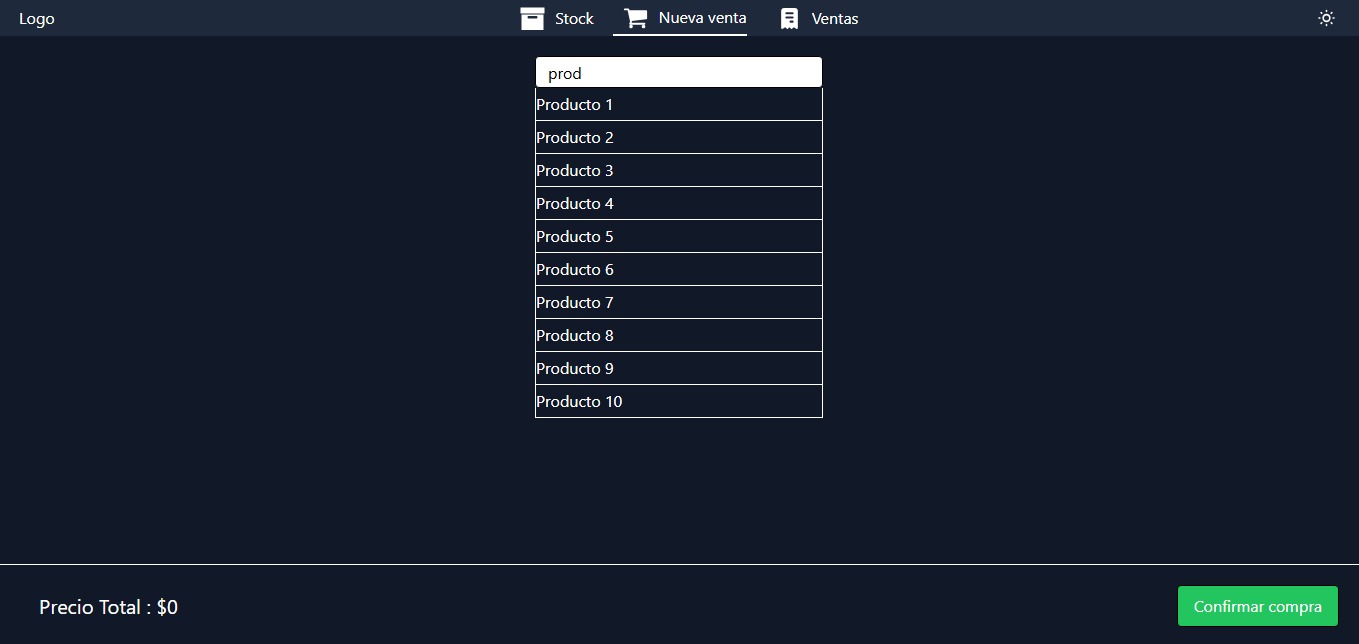 Logo
Stock
Nueva venta
Ventas
prod
Producto 1
Producto 2
Producto 3
Producto 4
Producto 5
Producto 6
Producto 7
Producto 8
Producto 9
Producto 10
Precio Total : $0
Confirmar compra